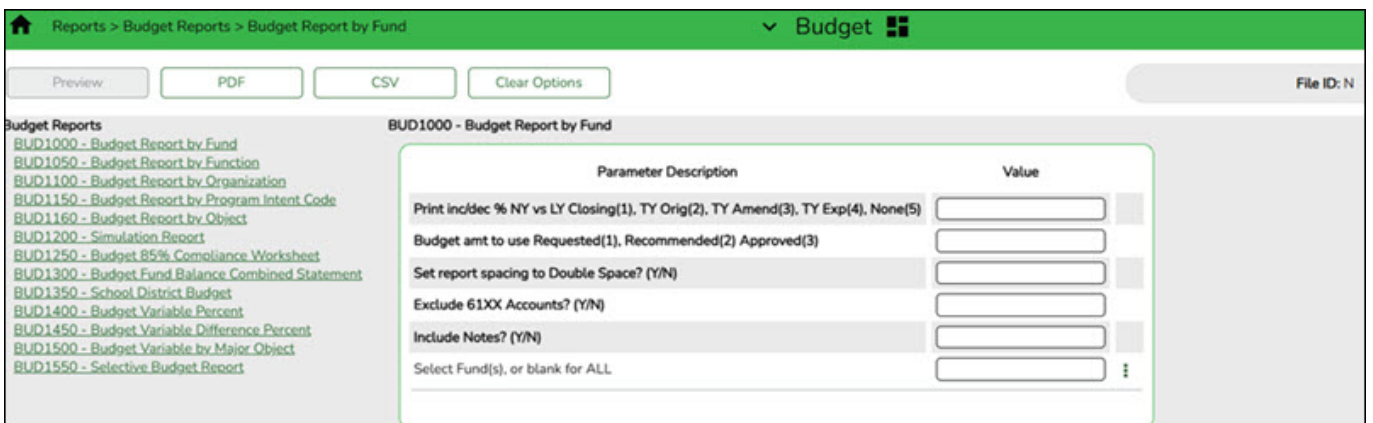 Reports > Budget Reports > Budget Report by Fund
Budget
Preview
PDF
CSV
Clear Options
File ID: N
Budget Reports
BUD1000 - Budget Report by Fund
BUD1050 - Budget Report by Function
BUD1100 - Budget Report by Organization
BUD1150 - Budget Report by Program Intent Code
BUD1160 - Budget Report by Object
BUD1200 - Simulation Report
BUD1250 - Budget 85% Compliance Worksheet
BUD1300 - Budget Fund Balance Combined Statement
BUD1350 - School District Budget
BUD1400 - Budget Variable Percent
BUD1450 - Budget Variable Difference Percent
BUD1500 - Budget Variable by Major Object
BUD1550 - Selective Budget Report
BUD1000 - Budget Report by Fund
Parameter Description
Value
Print inc/dec % NY vs LY Closing(1), TY Orig(2), TY Amend(3), TY Exp(4), None(5)
Budget amt to use Requested(1), Recommended(2) Approved(3)
Set report spacing to Double Space? (Y/N)
Exclude 61XX Accounts? (Y/N)
Include Notes? (Y/N)
Select Fund(s), or blank for ALL